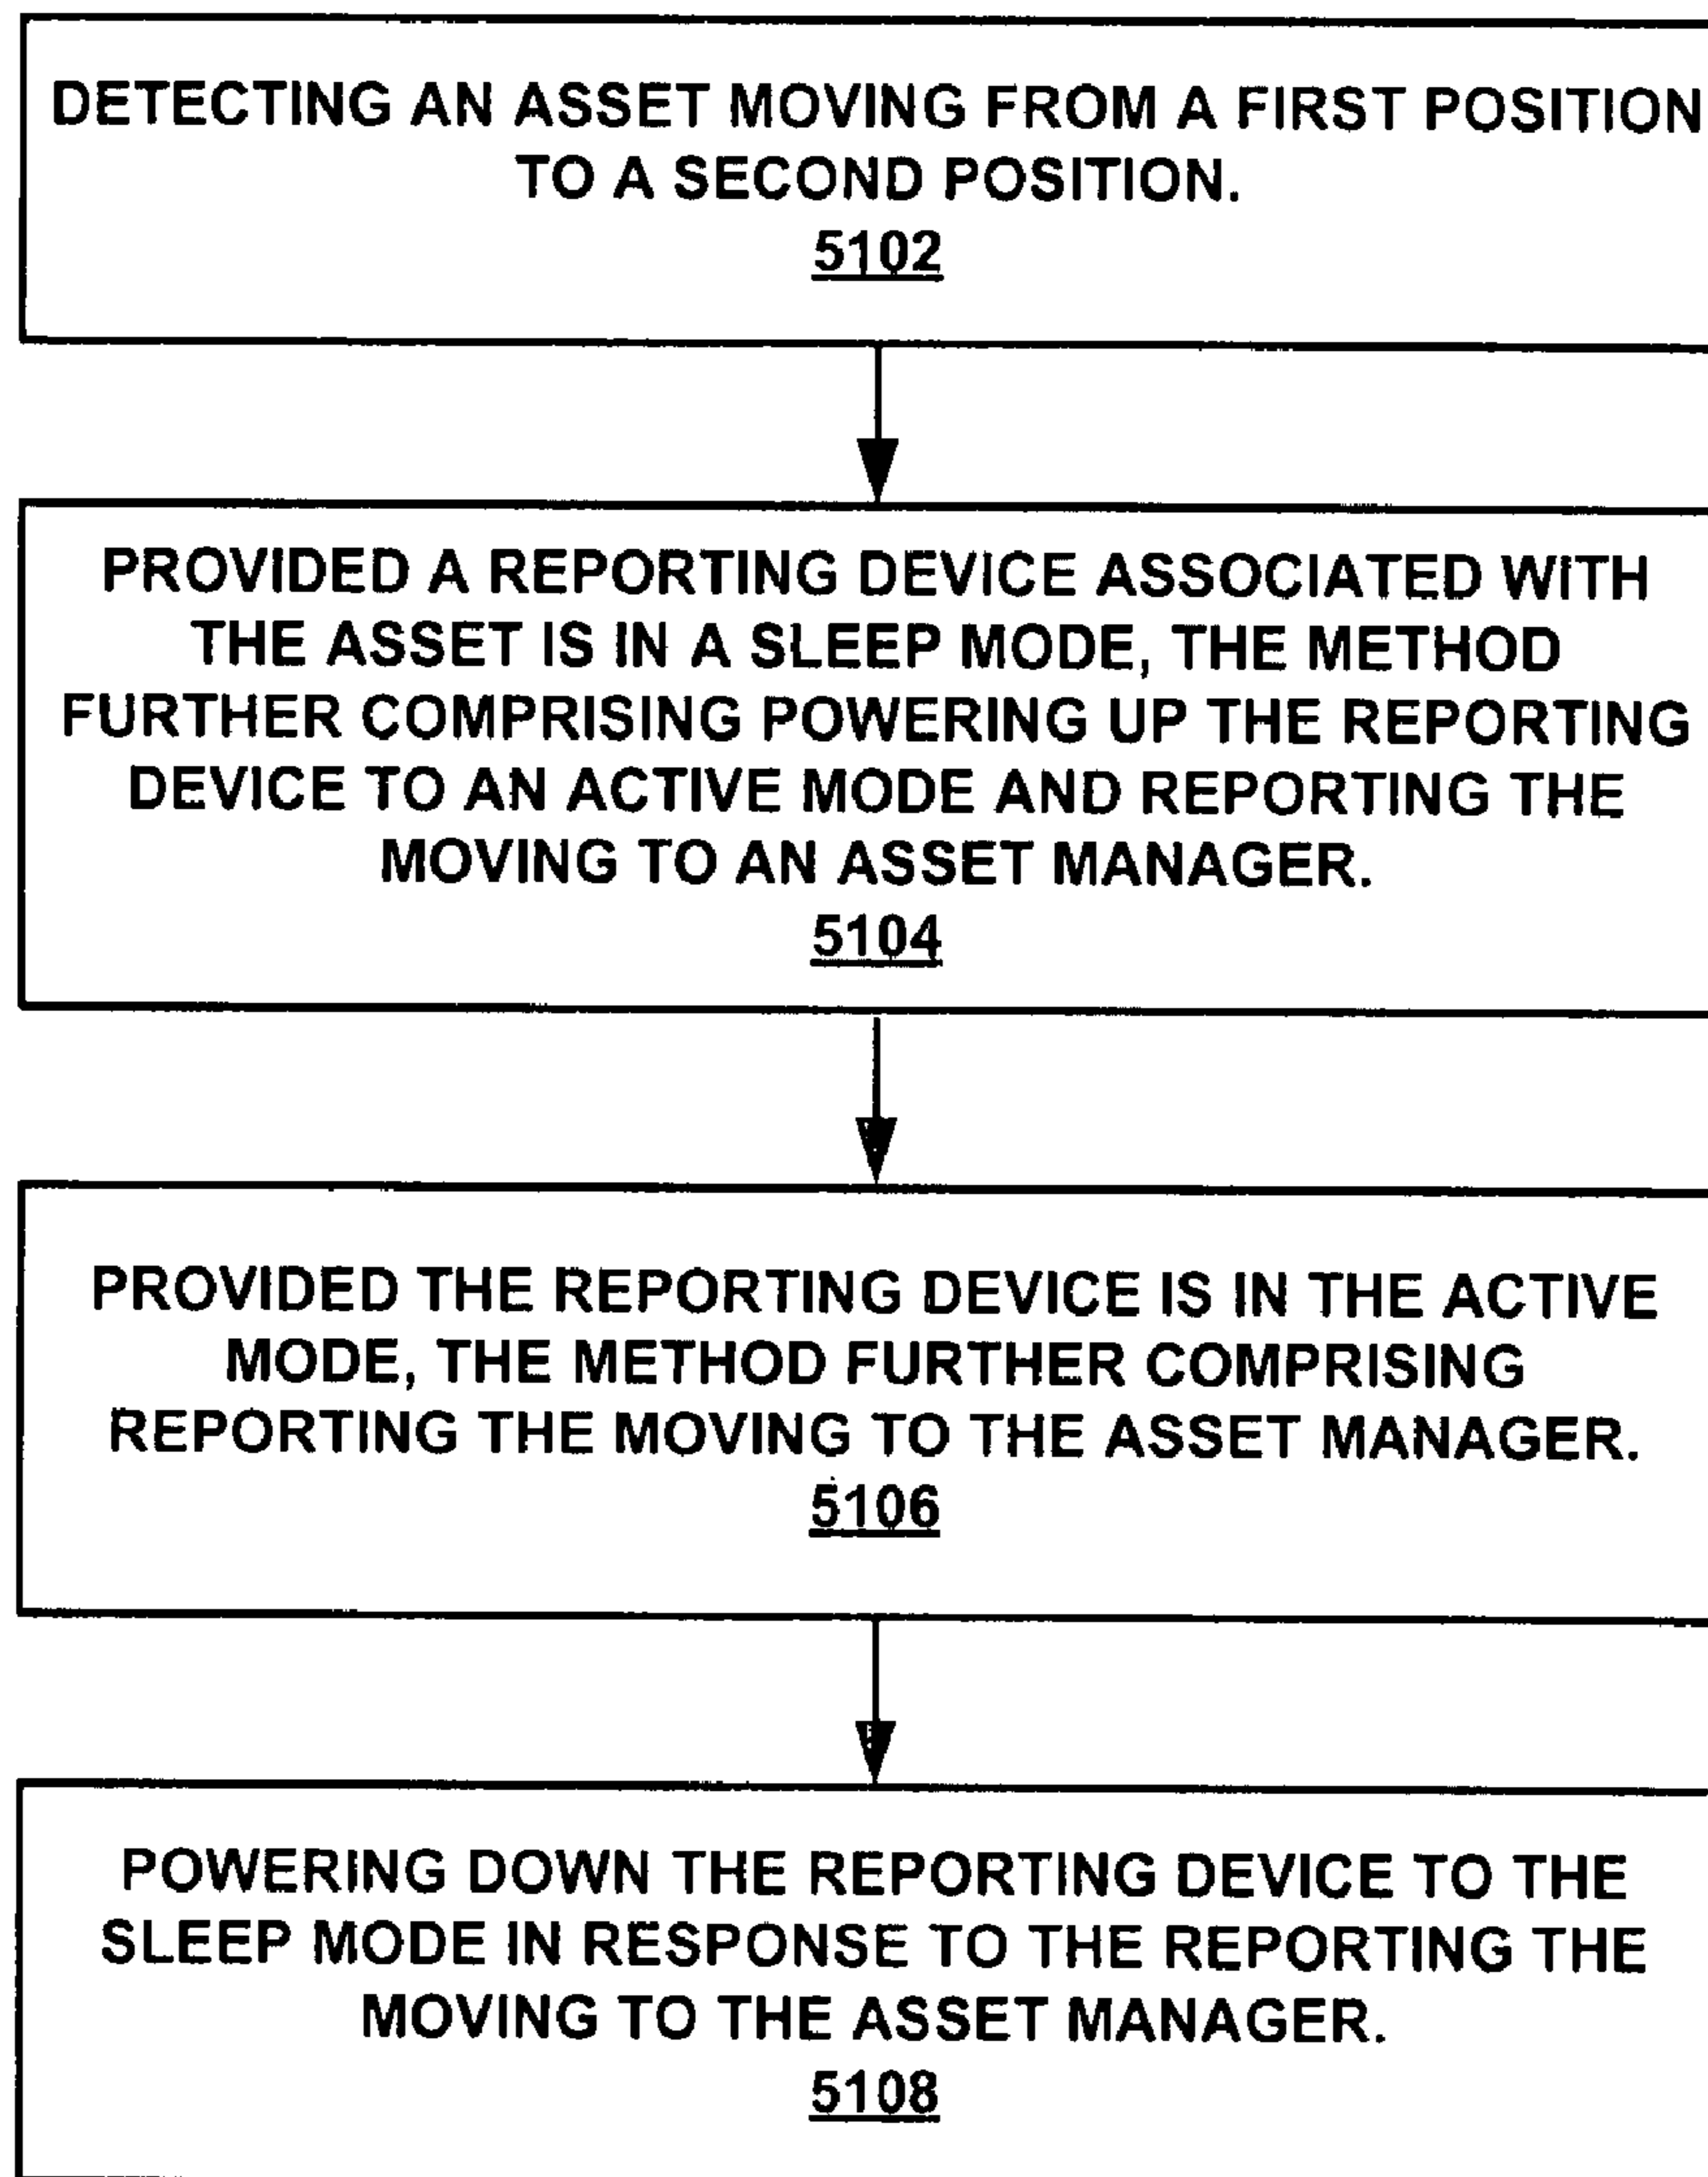 DETECTING AN ASSET MOVING FROM A FIRST POSITION
TO A SECOND POSITION.
5102
PROVIDED A REPORTING DEVICE ASSOCIATED WITH
THE ASSET IS IN A SLEEP MODE, THE METHOD
FURTHER COMPRISING POWERING UP THE REPORTING
DEVICE TO AN ACTIVE MODE AND REPORTING THE
MOVING TO AN ASSET MANAGER.
5104
PROVIDED THE REPORTING DEVICE IS IN THE ACTIVE
MODE, THE METHOD FURTHER COMPRISING
REPORTING THE MOVING TO THE ASSET MANAGER.
5106
POWERING DOWN THE REPORTING DEVICE TO THE
SLEEP MODE IN RESPONSE TO THE REPORTING THE
MOVING TO THE ASSET MANAGER.
5108